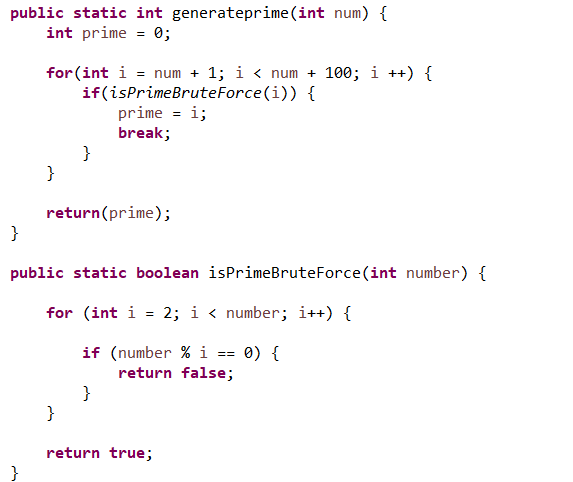 public static int generateprime(int num) {
    int prime = 0;

    for(int i = num + 1; i < num + 100; i ++) {
        if(isPrimeBruteForce(i)) {
            prime = i;
            break;
        }
    }

    return(prime);
}

public static boolean isPrimeBruteForce(int number) {

    for (int i = 2; i < number; i++) {

        if (number % i == 0) {
            return false;
        }
    }

    return true;
}